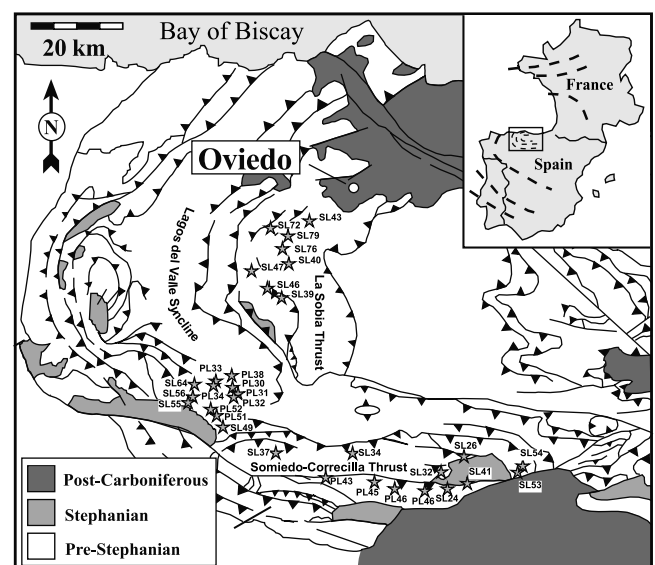 20 km
Bay of Biscay
N
France
Spain
Oviedo
Lagos del Valle Syncline
La Sobia Thrust
SL43
SL72
SL79
SL76
SL40
SL47
SL46
SL39
PL33
PL38
SL64
PL30
SL56
PL34
PL31
SL55
PL52
PL32
PL51
SL49
SL37
SL34
SL26
SL54
Somiedo-Correcilla Thrust
SL32
SL41
PL43
PL45
PL46
PL46
SL24
SL53
Post-Carboniferous
Stephanian
Pre-Stephanian